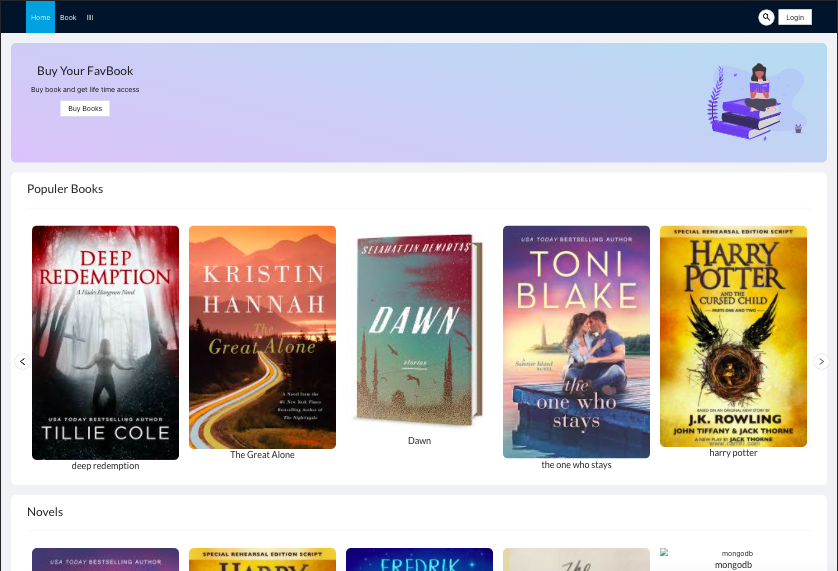 Home Book
Login
Buy Your FavBook
Buy book and get life time access
Buy Books
Populer Books
DEEP
REDEMPTION
A Hades Hangmen Novel
USA TODAY BESTSELLING AUTHOR
TILLIE COLE
deep redemption
KRISTIN
HANNAH
The
Great Alone
A Novel from the
#1 New York Times
Bestselling Author of
The Nightingale
The Great Alone
SELAHATTIN DEMIRTAŞ
DAWN
stories
Dawn
USA TODAY BESTSELLING AUTHOR
TONI
BLAKE
a Summer Island
NOVEL
the
one who
stays
the one who stays
SPECIAL REHEARSAL EDITION SCRIPT
HARRY
POTTER
AND THE
CURSED CHILD
PARTS ONE AND TWO
BASED ON AN ORIGINAL NEW STORY BY
J.K. ROWLING
JOHN TIFFANY & JACK THORNE
A NEW PLAY BY JACK THORNE
harry potter
Novels
USA TODAY BESTSELLING AUTHOR
SPECIAL REHEARSAL EDITION SCRIPT
HARRY
FREDRIK
The
mongodb
mongodb